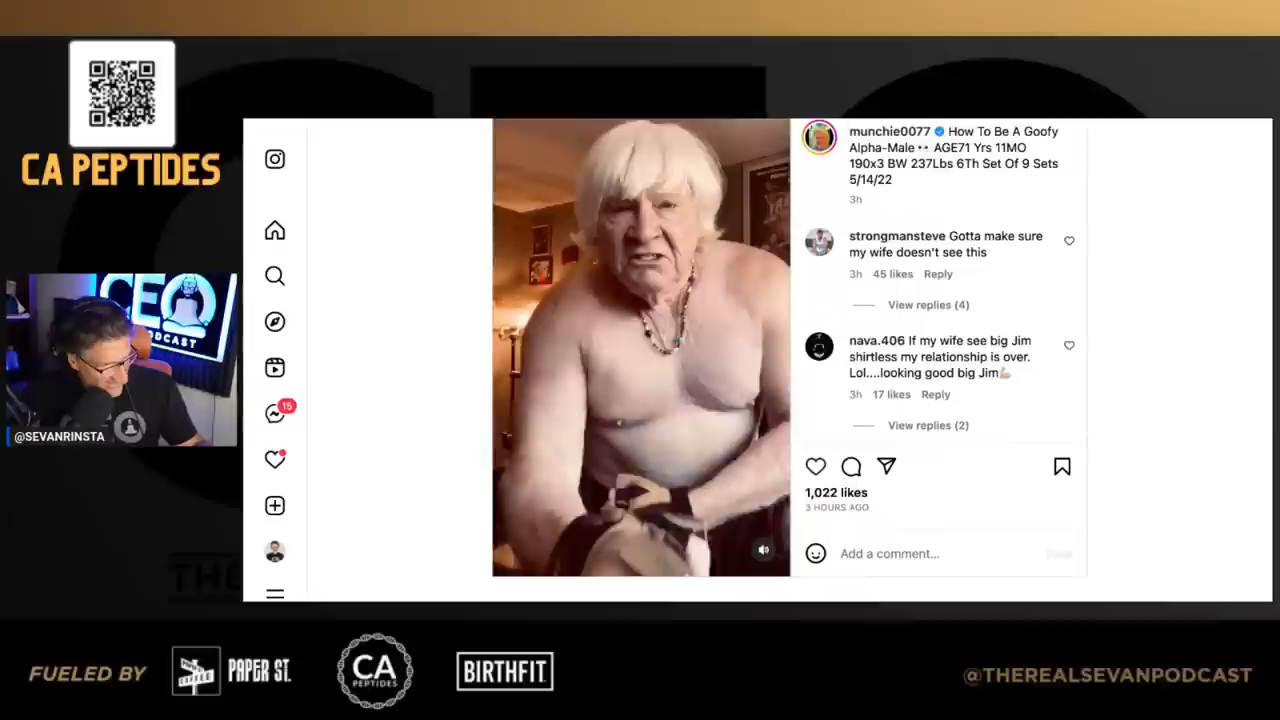 CA PEPTIDES
CEO
PODCAST
@SEVANRINSTA
15
munchie0077 How To Be A Goofy
Alpha-Male 👀 AGE71 Yrs 11MO
190x3 BW 237Lbs 6Th Set Of 9 Sets
5/14/22
3h
strongmansteve Gotta make sure
my wife doesn't see this
3h 45 likes Reply
View replies (4)
nava.406 If my wife see big Jim
shirtless my relationship is over.
Lol....looking good big Jim💪🏼
3h 17 likes Reply
View replies (2)
1,022 likes
3 HOURS AGO
Add a comment...
Post
FUELED BY
PAPER ST.
CA
PEPTIDES
BIRTHFIT.
@THEREALSEVANPODCAST